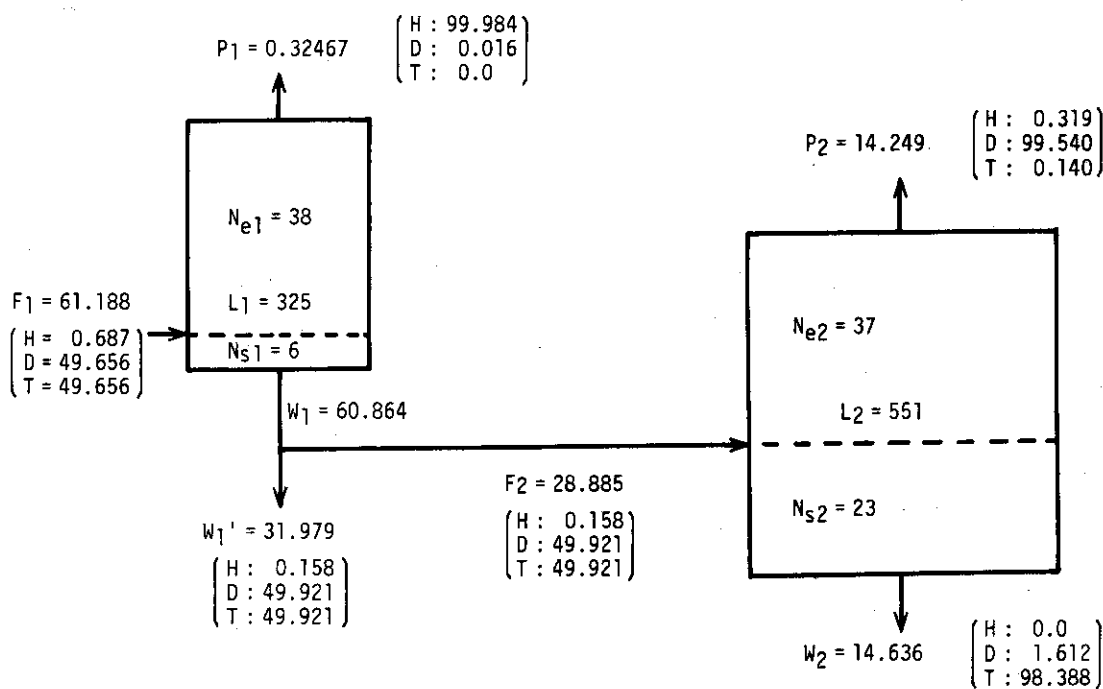 P1 = 0.32467
(H : 99.984
D : 0.016
T : 0.0)
Ne1 = 38
L1 = 325
Ns1 = 6
F1 = 61.188
(H = 0.687
D = 49.656
T = 49.656)
W1 = 60.864
W1' = 31.979
(H : 0.158
D : 49.921
T : 49.921)
F2 = 28.885
(H : 0.158
D : 49.921
T : 49.921)
P2 = 14.249
(H : 0.319
D : 99.540
T : 0.140)
Ne2 = 37
L2 = 551
Ns2 = 23
W2 = 14.636
(H : 0.0
D : 1.612
T : 98.388)